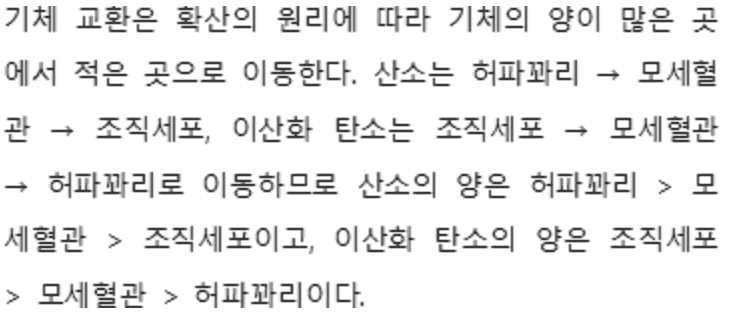 기체 교환은 확산의 원리에 따라 기체의 양이 많은 곳
에서 적은 곳으로 이동한다. 산소는 허파꽈리 → 모세혈
관 → 조직세포, 이산화 탄소는 조직세포 → 모세혈관
→ 허파꽈리로 이동하므로 산소의 양은 허파꽈리 > 모
세혈관 > 조직세포이고, 이산화 탄소의 양은 조직세포
> 모세혈관 > 허파꽈리이다.